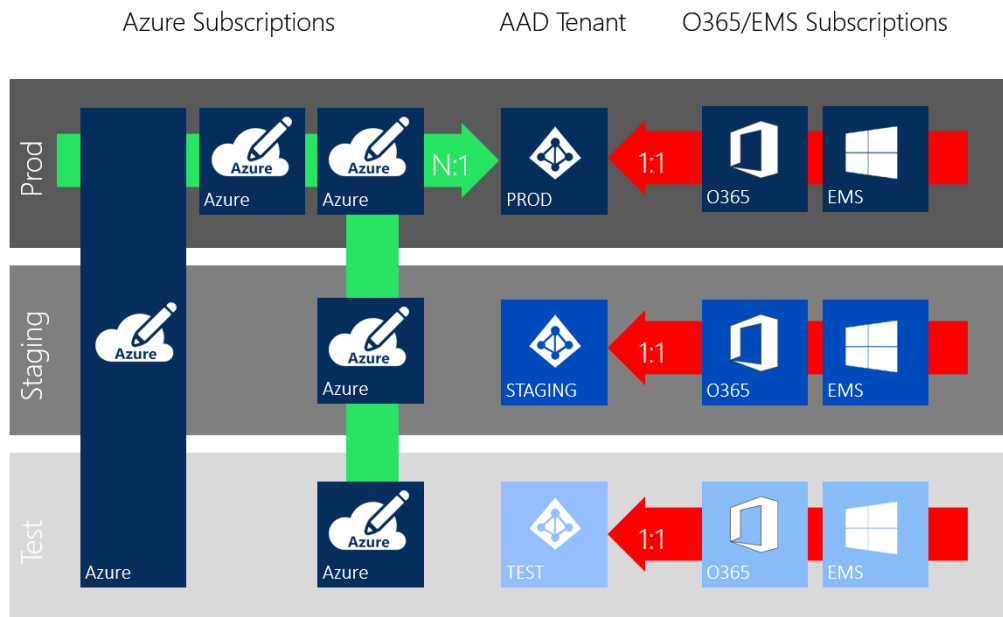 Azure Subscriptions
AAD Tenant
O365/EMS Subscriptions
Prod
Azure
Azure
Azure
Azure
N:1
PROD
1:1
O365
EMS
Staging
Azure
Azure
Azure
STAGING
1:1
O365
EMS
Test
Azure
Azure
Azure
TEST
1:1
O365
EMS